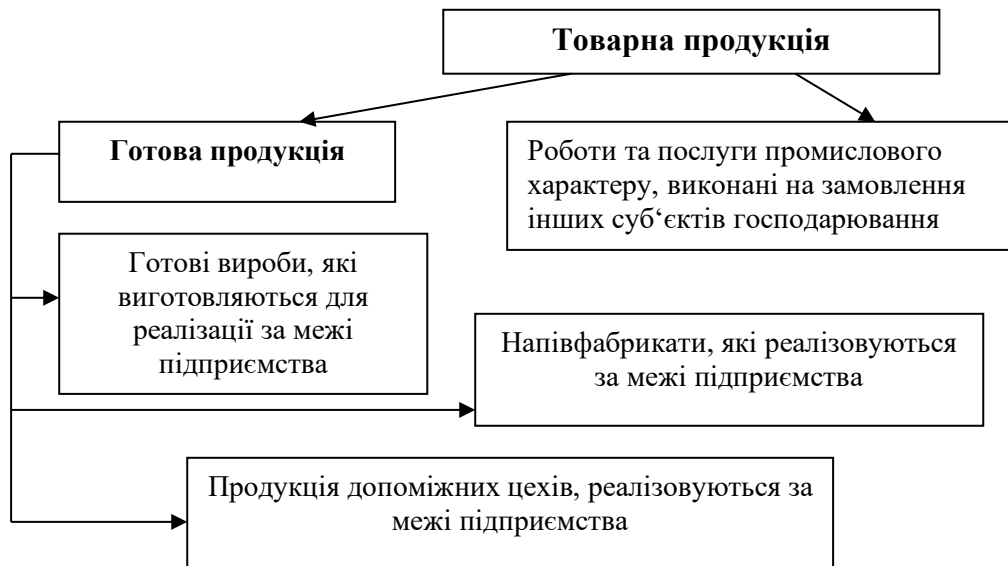 Товарна продукція
Готова продукція
Роботи та послуги промислового
характеру, виконані на замовлення
інших суб‘єктів господарювання
Готові вироби, які
виготовляються для
реалізації за межі
підприємства
Напівфабрикати, які реалізовуються
за межі підприємства
Продукція допоміжних цехів, реалізовуються за
межі підприємства